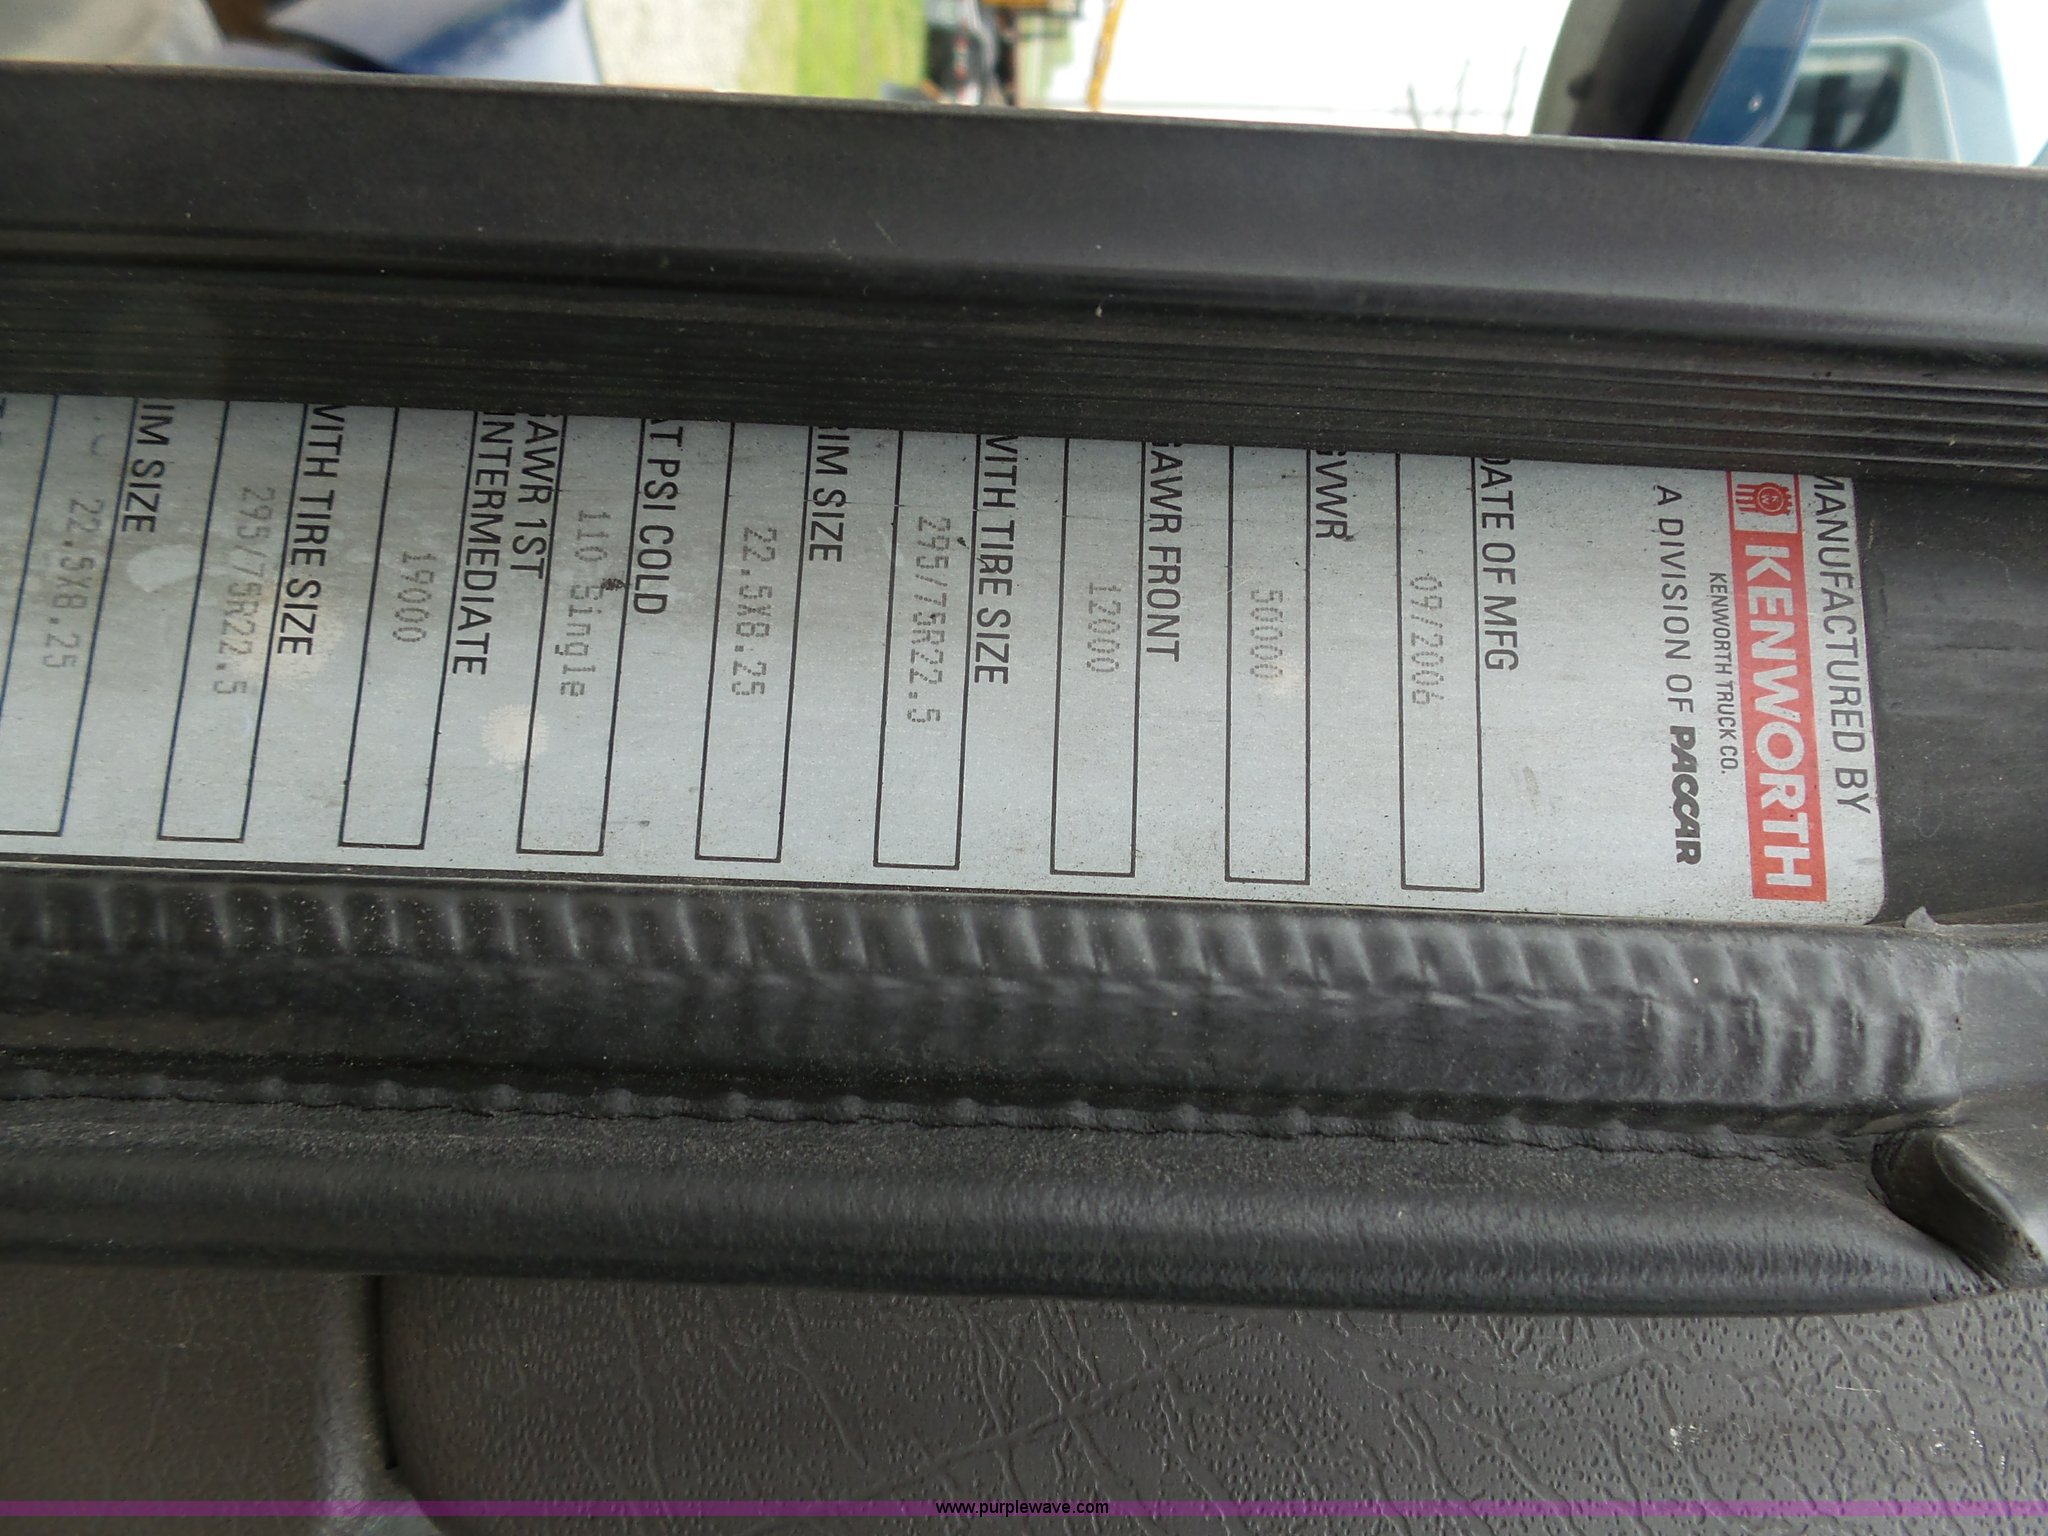 MANUFACTURED BY
KENWORTH
KENWORTH TRUCK CO.
A DIVISION OF PACCAR
DATE OF MFG
09/2006
GVWR
50000
GAWR FRONT
12000
WITH TIRE SIZE
295/75R22.5
RIM SIZE
22.5X8.25
AT PSI COLD
110 Single
GAWR 1ST
INTERMEDIATE
19000
WITH TIRE SIZE
295/75R22.5
RIM SIZE
22.5X8.25
www.purplewave.com